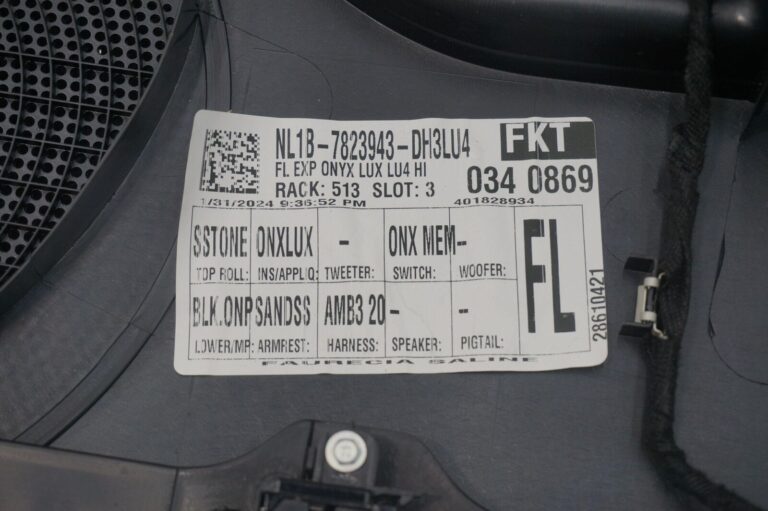 NL1B-7823943-DH3LU4 FKT
FL EXP ONYX LUX LU4 HI
RACK: 513 SLOT: 3 034 0869
1/31/2024 9:36:52 PM 401828934
SSTONE ONXLUX - ONX MEM -
TOP ROLL: INS/APPLIQ: TWEETER: SWITCH: WOOFER:
FL
BLK.ONP SANDSS AMB3 20 - -
LOWER/MP: ARMREST: HARNESS: SPEAKER: PIGTAIL:
28610421
FAURECIA SALINE